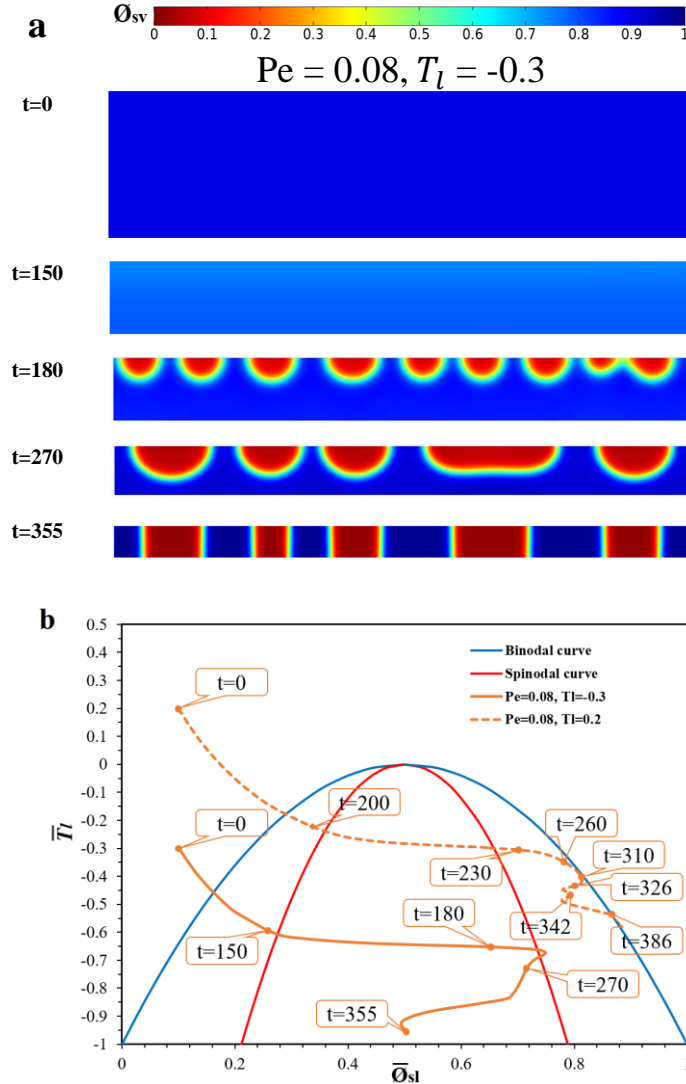 a
Øsv
0 0.1 0.2 0.3 0.4 0.5 0.6 0.7 0.8 0.9 1
Pe = 0.08, Tl = -0.3
t=0
t=150
t=180
t=270
t=355
b
0.5
0.4
0.3
0.2
0.1
0
-0.1
-0.2
-0.3
-0.4
-0.5
-0.6
-0.7
-0.8
-0.9
-1
T̅l
Binodal curve
Spinodal curve
Pe=0.08, Tl=-0.3
Pe=0.08, Tl=0.2
t=0
t=200
t=260
t=0
t=310
t=230
t=326
t=180
t=342
t=150
t=386
t=270
t=355
0 0.2 0.4 0.6 0.8 1
Ø̅sl